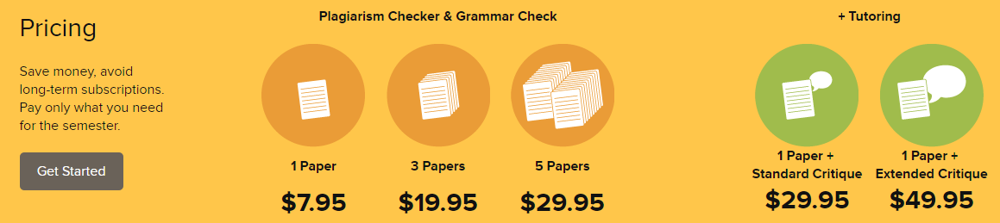 Pricing
Save money, avoid
long-term subscriptions.
Pay only what you need
for the semester.
Get Started
Plagiarism Checker & Grammar Check
1 Paper
$7.95
3 Papers
$19.95
5 Papers
$29.95
+ Tutoring
1 Paper +
Standard Critique
$29.95
1 Paper +
Extended Critique
$49.95